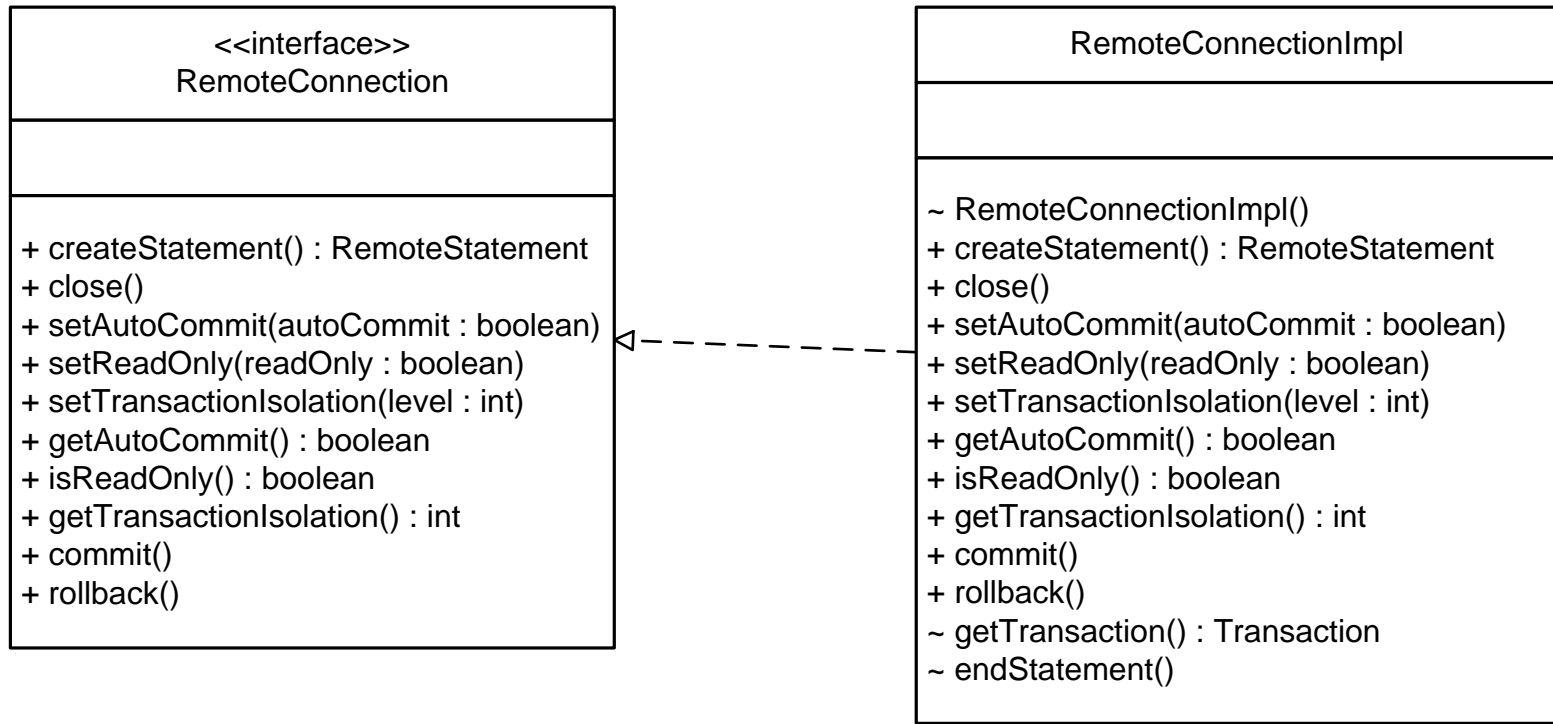 <<interface>>
RemoteConnection
+ createStatement() : RemoteStatement
+ close()
+ setAutoCommit(autoCommit : boolean)
+ setReadOnly(readOnly : boolean)
+ setTransactionIsolation(level : int)
+ getAutoCommit() : boolean
+ isReadOnly() : boolean
+ getTransactionIsolation() : int
+ commit()
+ rollback()
RemoteConnectionImpl
~ RemoteConnectionImpl()
+ createStatement() : RemoteStatement
+ close()
+ setAutoCommit(autoCommit : boolean)
+ setReadOnly(readOnly : boolean)
+ setTransactionIsolation(level : int)
+ getAutoCommit() : boolean
+ isReadOnly() : boolean
+ getTransactionIsolation() : int
+ commit()
+ rollback()
~ getTransaction() : Transaction
~ endStatement()